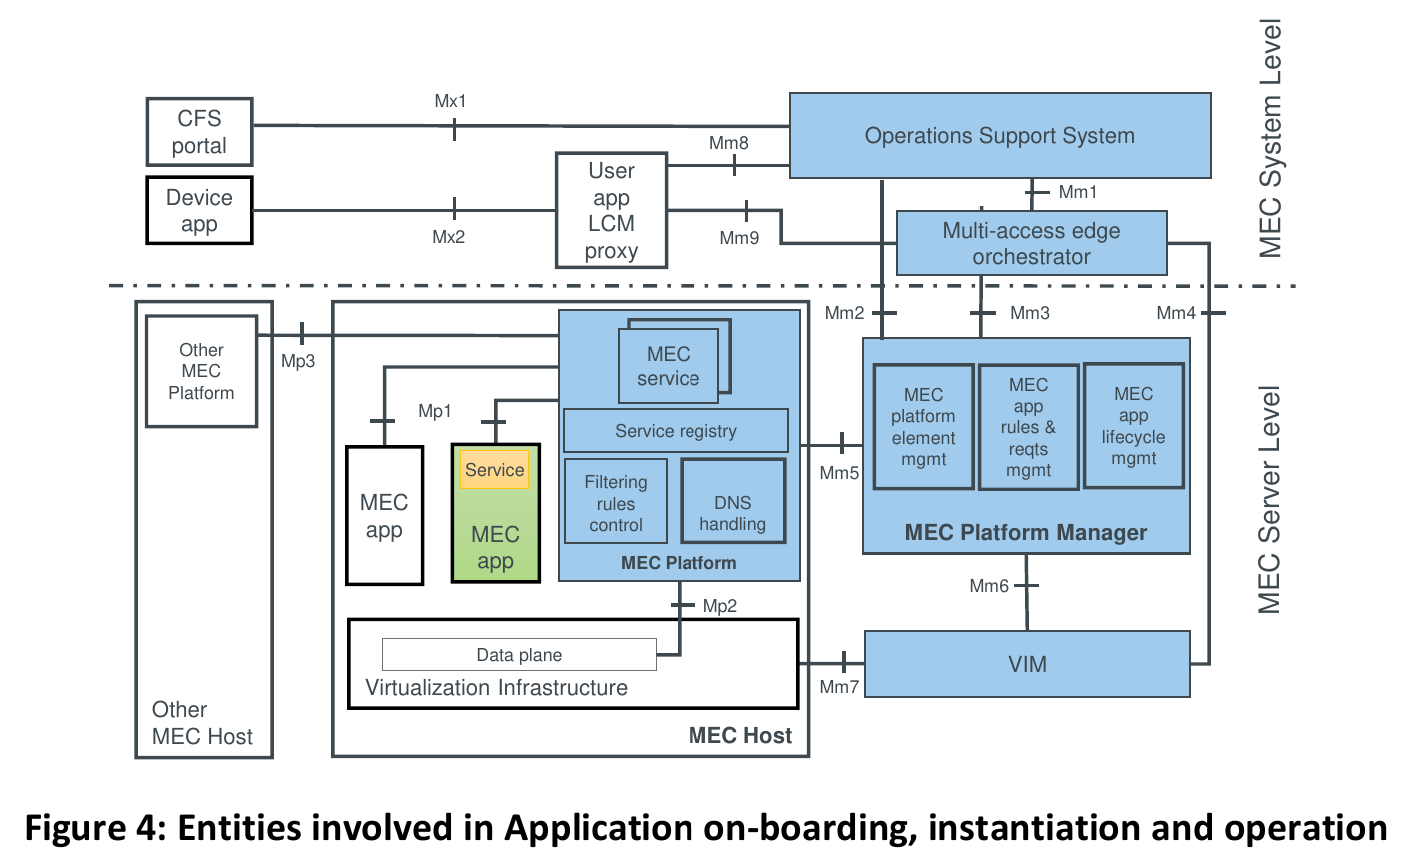 CFS
portal
Mx1
Operations Support System
Mm8
Device
app
Mx2
User
app
LCM
proxy
Mm9
Mm1
Multi-access edge
orchestrator
MEC System Level
Mm2
Mm3
Mm4
Other
MEC
Platform
Mp3
MEC
service
Mp1
Service registry
Filtering
rules
control
DNS
handling
MEC Platform
MEC
app
Service
MEC
app
Mm5
MEC
platform
element
mgmt
MEC
app
rules &
reqts
mgmt
MEC
app
lifecycle
mgmt
MEC Platform Manager
MEC Server Level
Mp2
Mm6
Data plane
Virtualization Infrastructure
Mm7
VIM
Other
MEC Host
MEC Host
Figure 4: Entities involved in Application on-boarding, instantiation and operation